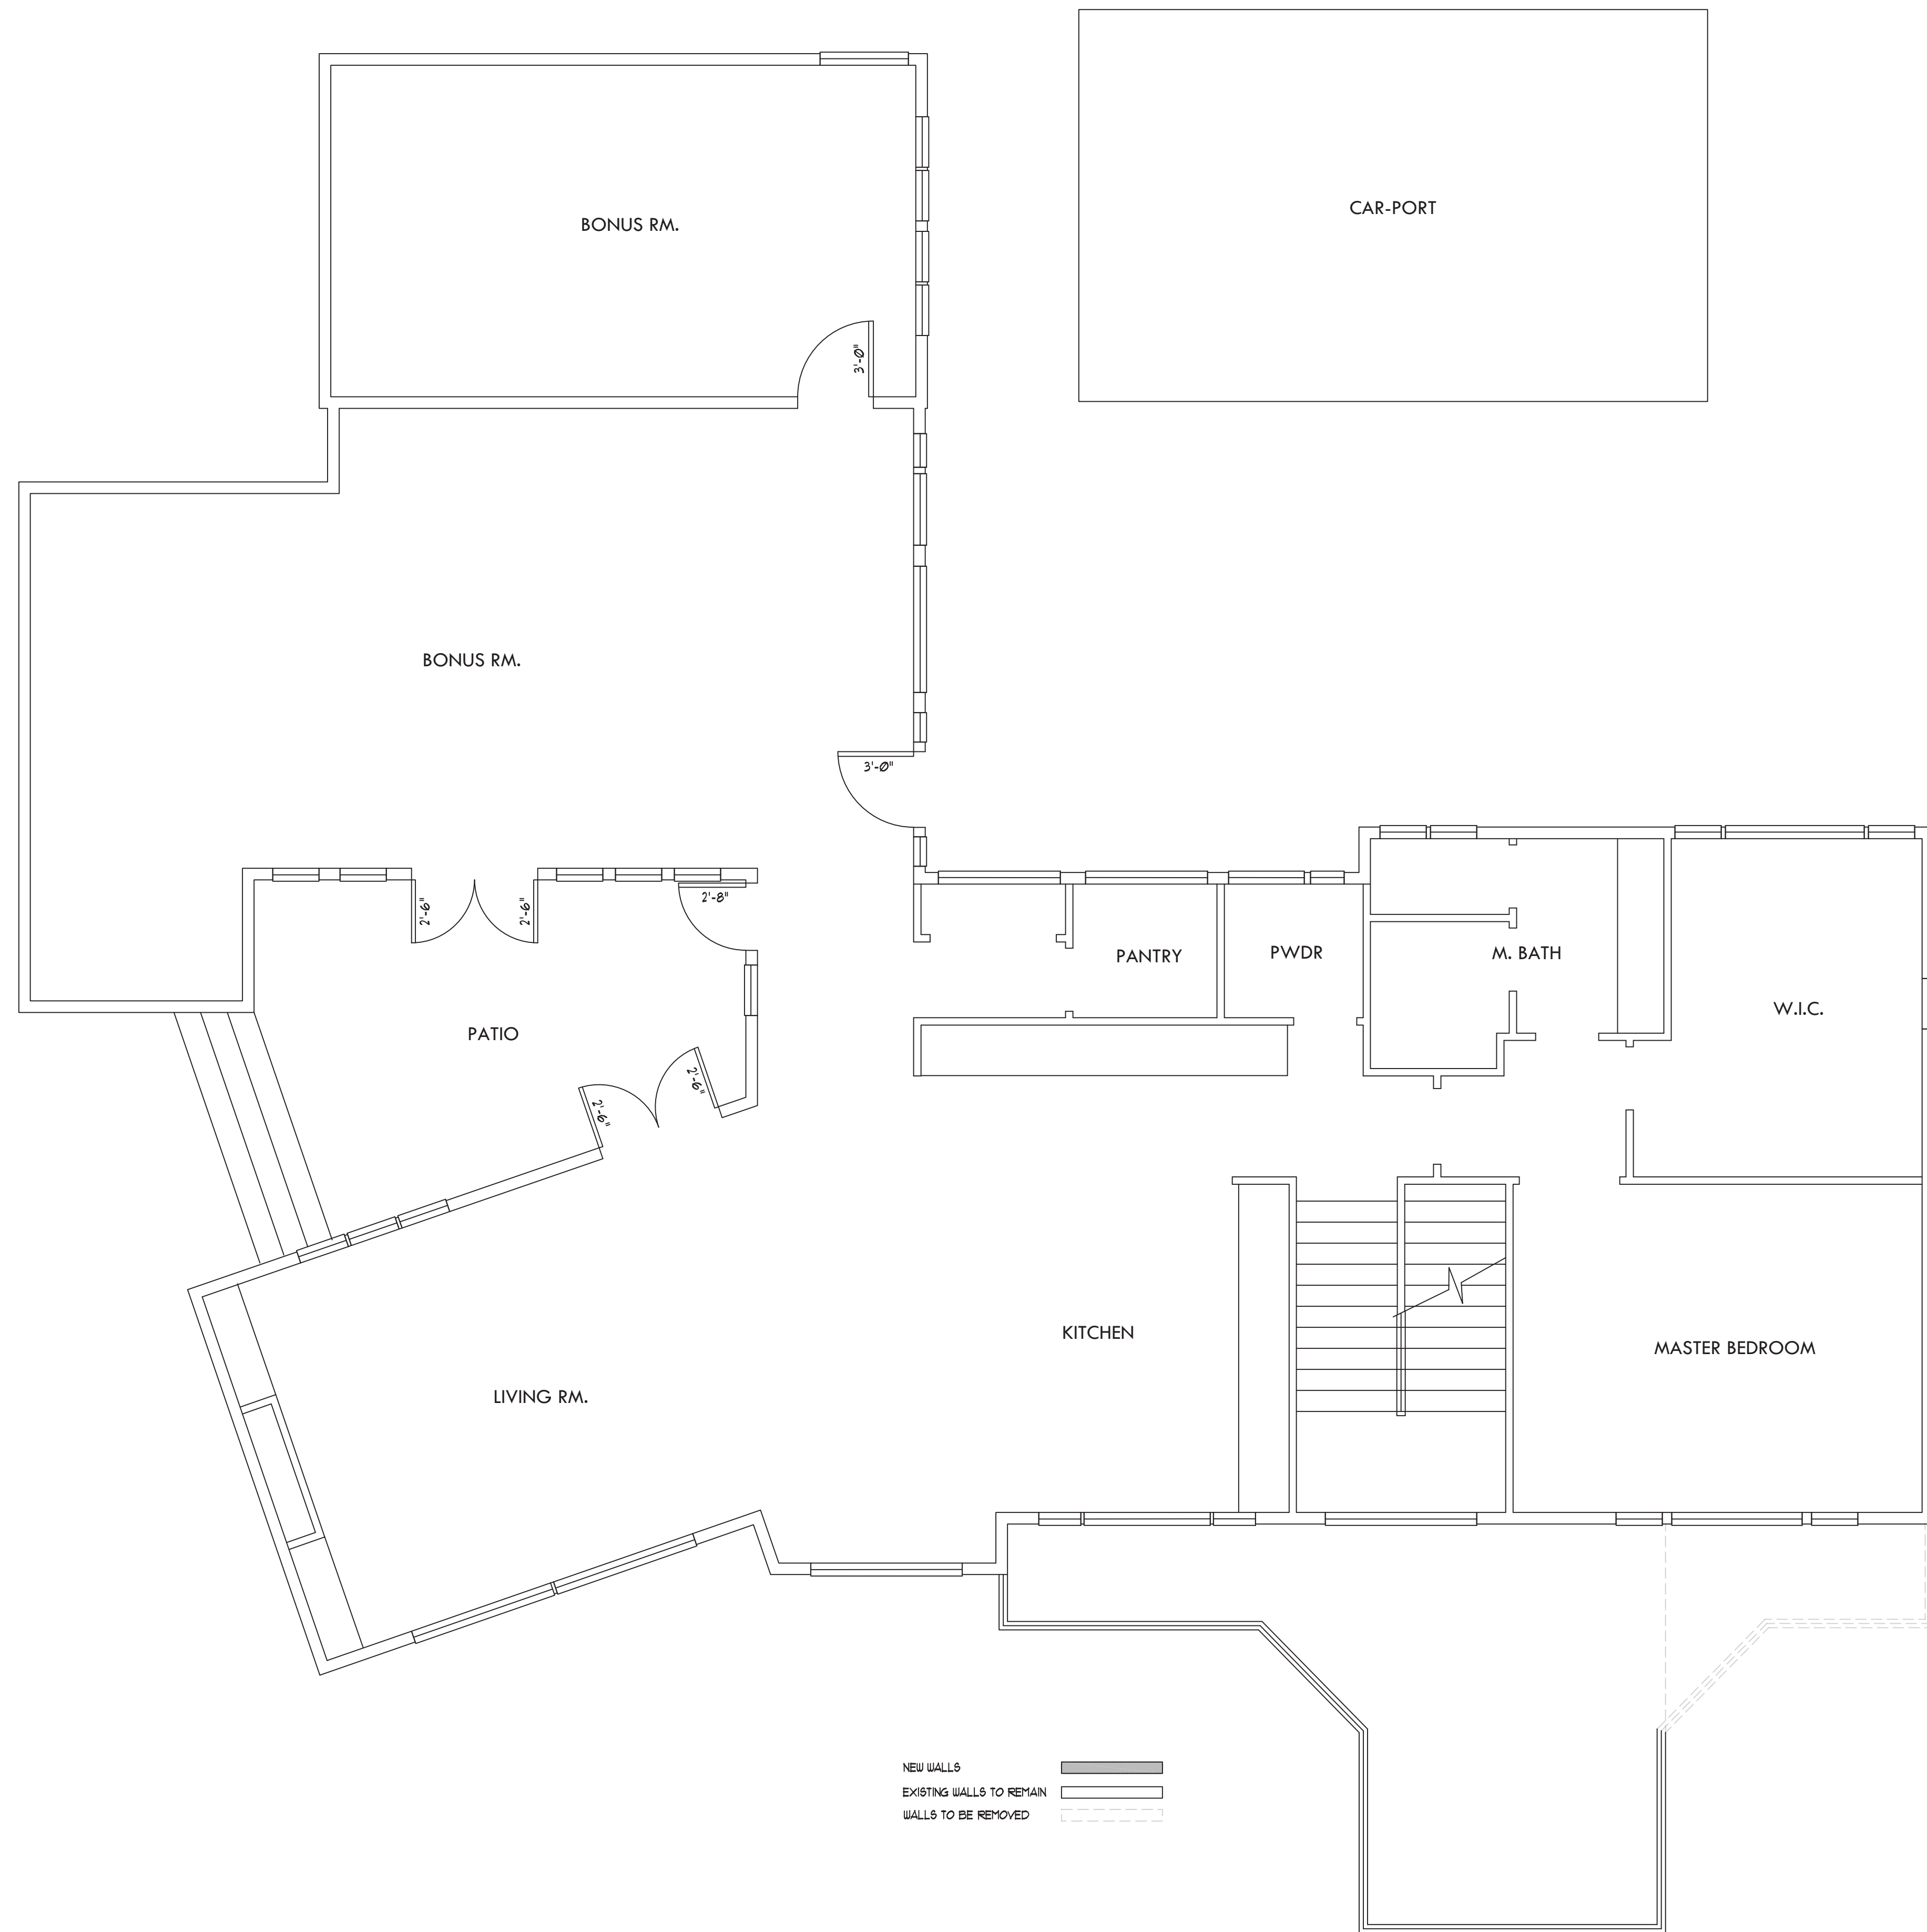 CAR-PORT
BONUS RM.
3'-0"
BONUS RM.
3'-0"
2'-6"
2'-6"
2'-8"
PANTRY
PWDR
M. BATH
W.I.C.
PATIO
2'-6"
2'-6"
KITCHEN
MASTER BEDROOM
LIVING RM.
NEW WALLS
EXISTING WALLS TO REMAIN
WALLS TO BE REMOVED